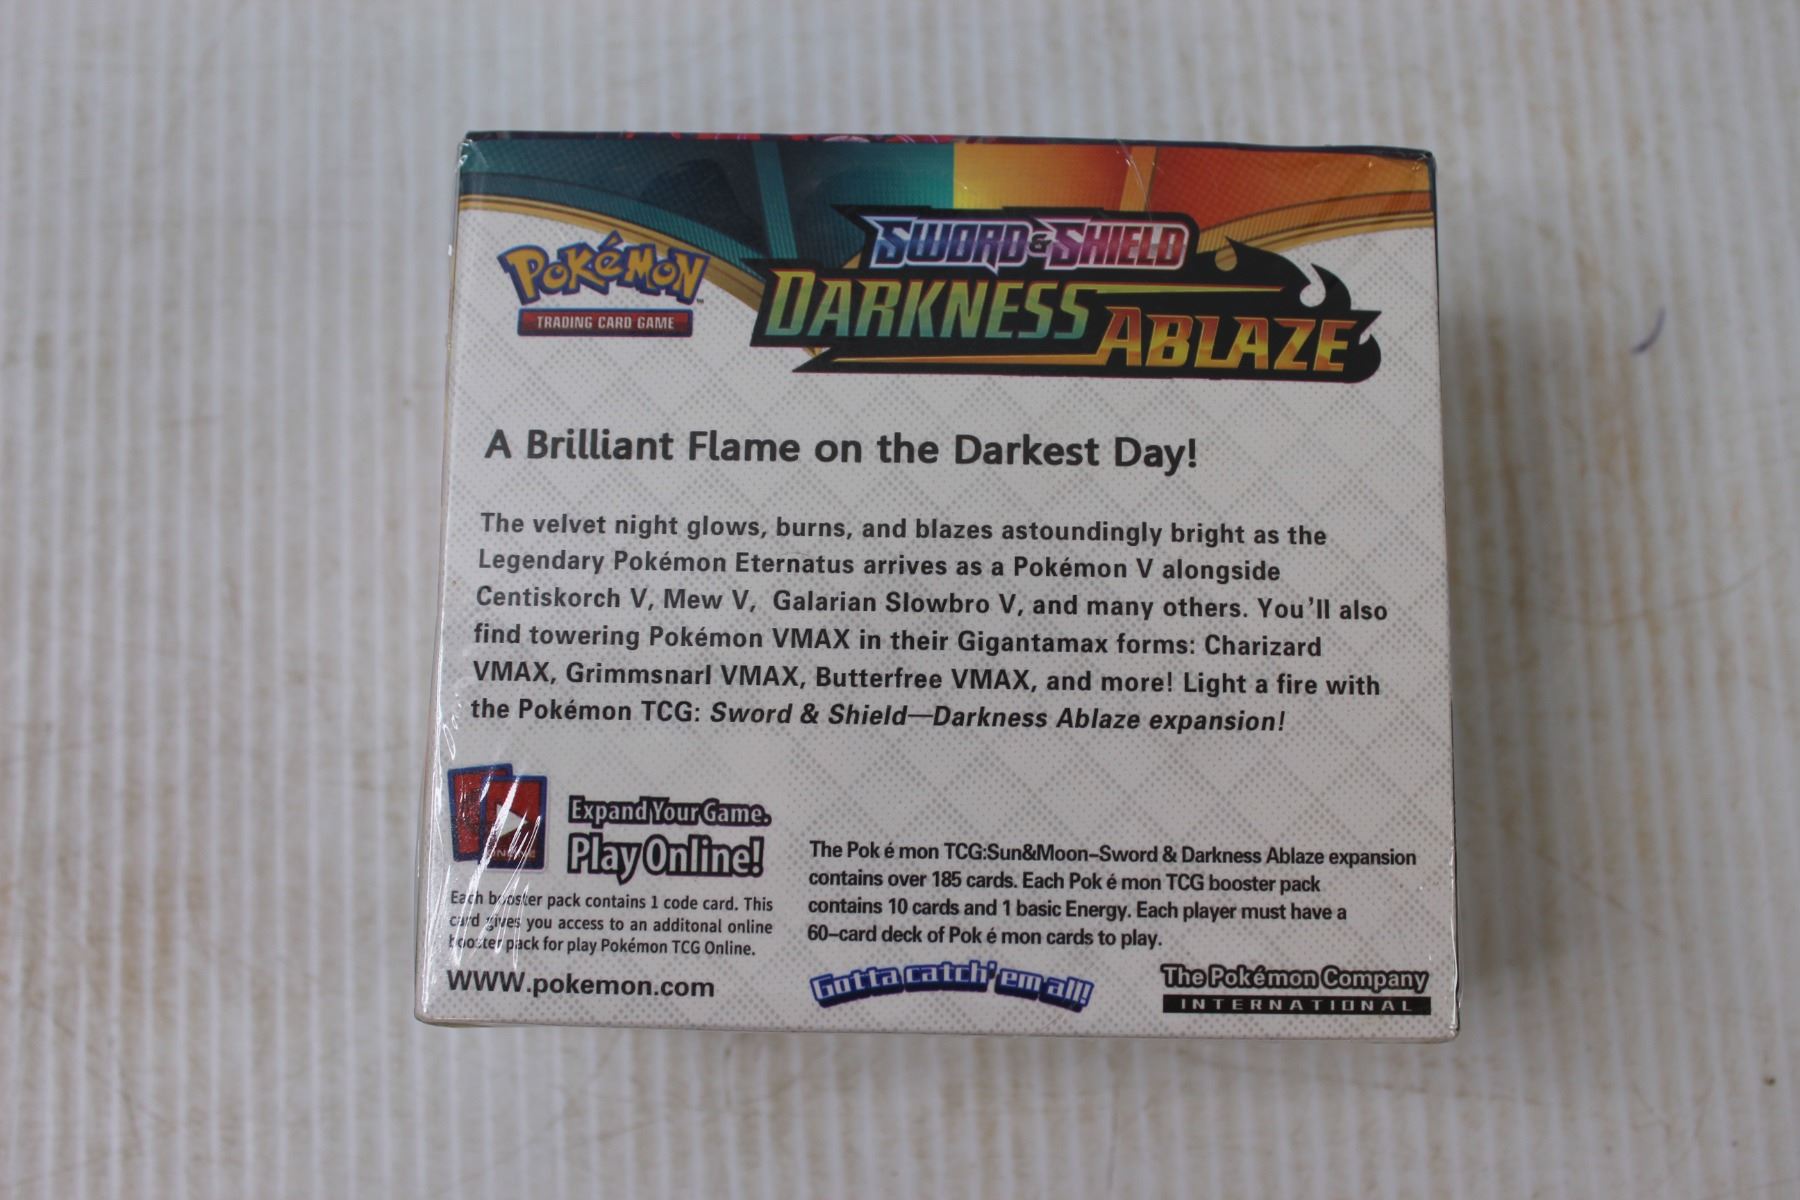 POKéMON™
TRADING CARD GAME
SWORD & SHIELD
DARKNESS ABLAZE
A Brilliant Flame on the Darkest Day!
The velvet night glows, burns, and blazes astoundingly bright as the
Legendary Pokémon Eternatus arrives as a Pokémon V alongside
Centiskorch V, Mew V, Galarian Slowbro V, and many others. You'll also
find towering Pokémon VMAX in their Gigantamax forms: Charizard
VMAX, Grimmsnarl VMAX, Butterfree VMAX, and more! Light a fire with
the Pokémon TCG: Sword & Shield—Darkness Ablaze expansion!
ONLINE
Expand Your Game.
Play Online!
Each booster pack contains 1 code card. This
card gives you access to an additonal online
booster pack for play Pokémon TCG Online.
WWW.pokemon.com
The Pok é mon TCG:Sun&Moon–Sword & Darkness Ablaze expansion
contains over 185 cards. Each Pok é mon TCG booster pack
contains 10 cards and 1 basic Energy. Each player must have a
60–card deck of Pok é mon cards to play.
Gotta catch 'em all!
The Pokémon Company
INTERNATIONAL